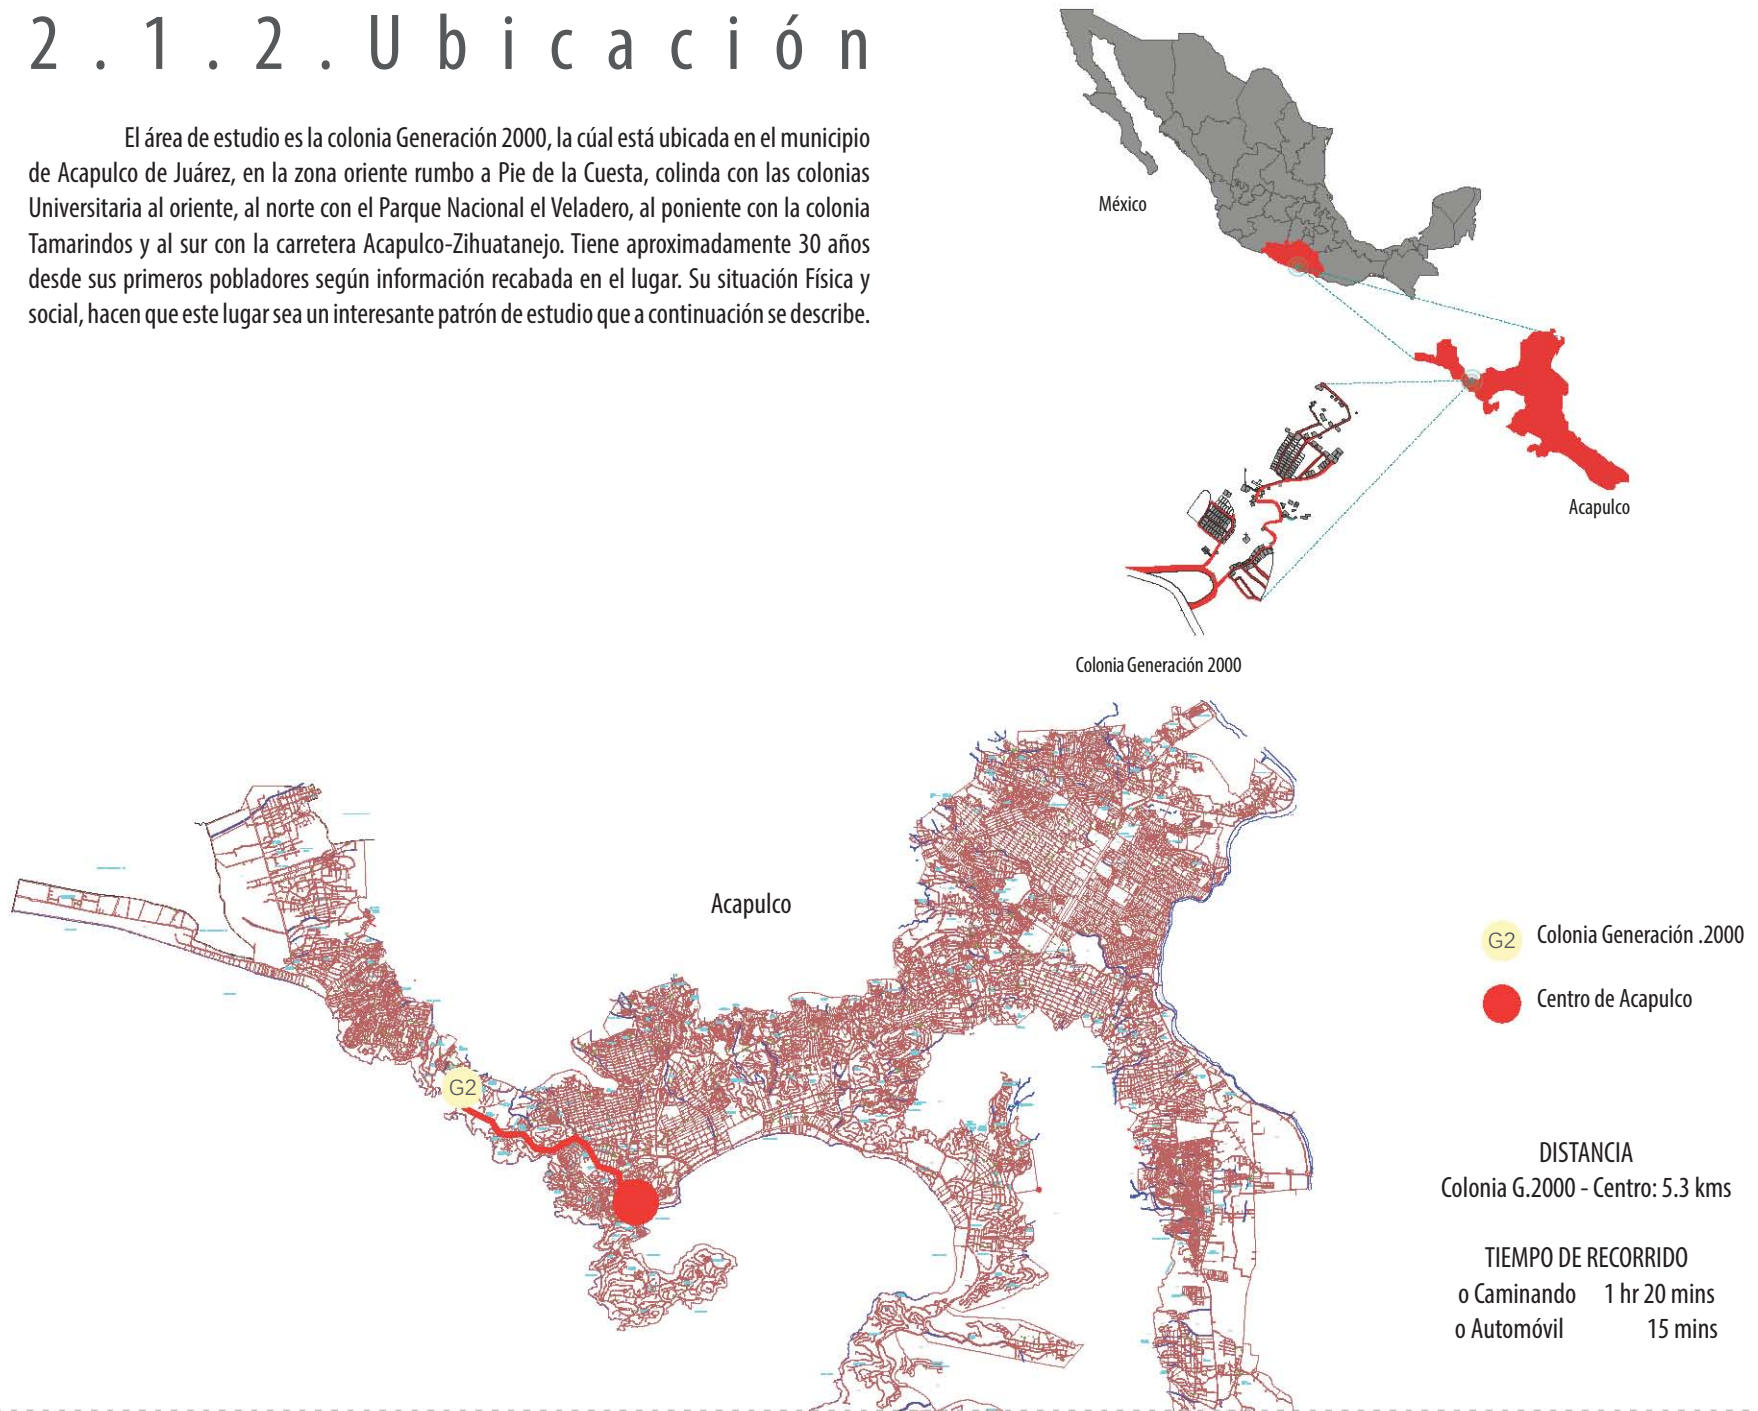 2.1.2.Ubicación
El área de estudio es la colonia Generación 2000, la cúal está ubicada en el municipio
de Acapulco de Juárez, en la zona oriente rumbo a Pie de la Cuesta, colinda con las colonias
Universitaria al oriente, al norte con el Parque Nacional el Veladero, al poniente con la colonia
Tamarindos y al sur con la carretera Acapulco-Zihuatanejo. Tiene aproximadamente 30 años
desde sus primeros pobladores según información recabada en el lugar. Su situación Física y
social, hacen que este lugar sea un interesante patrón de estudio que a continuación se describe.
México
Acapulco
Colonia Generación 2000
Acapulco
G2
G2 Colonia Generación .2000
Centro de Acapulco
DISTANCIA
Colonia G.2000 - Centro: 5.3 kms
TIEMPO DE RECORRIDO
o Caminando 1 hr 20 mins
o Automóvil 15 mins